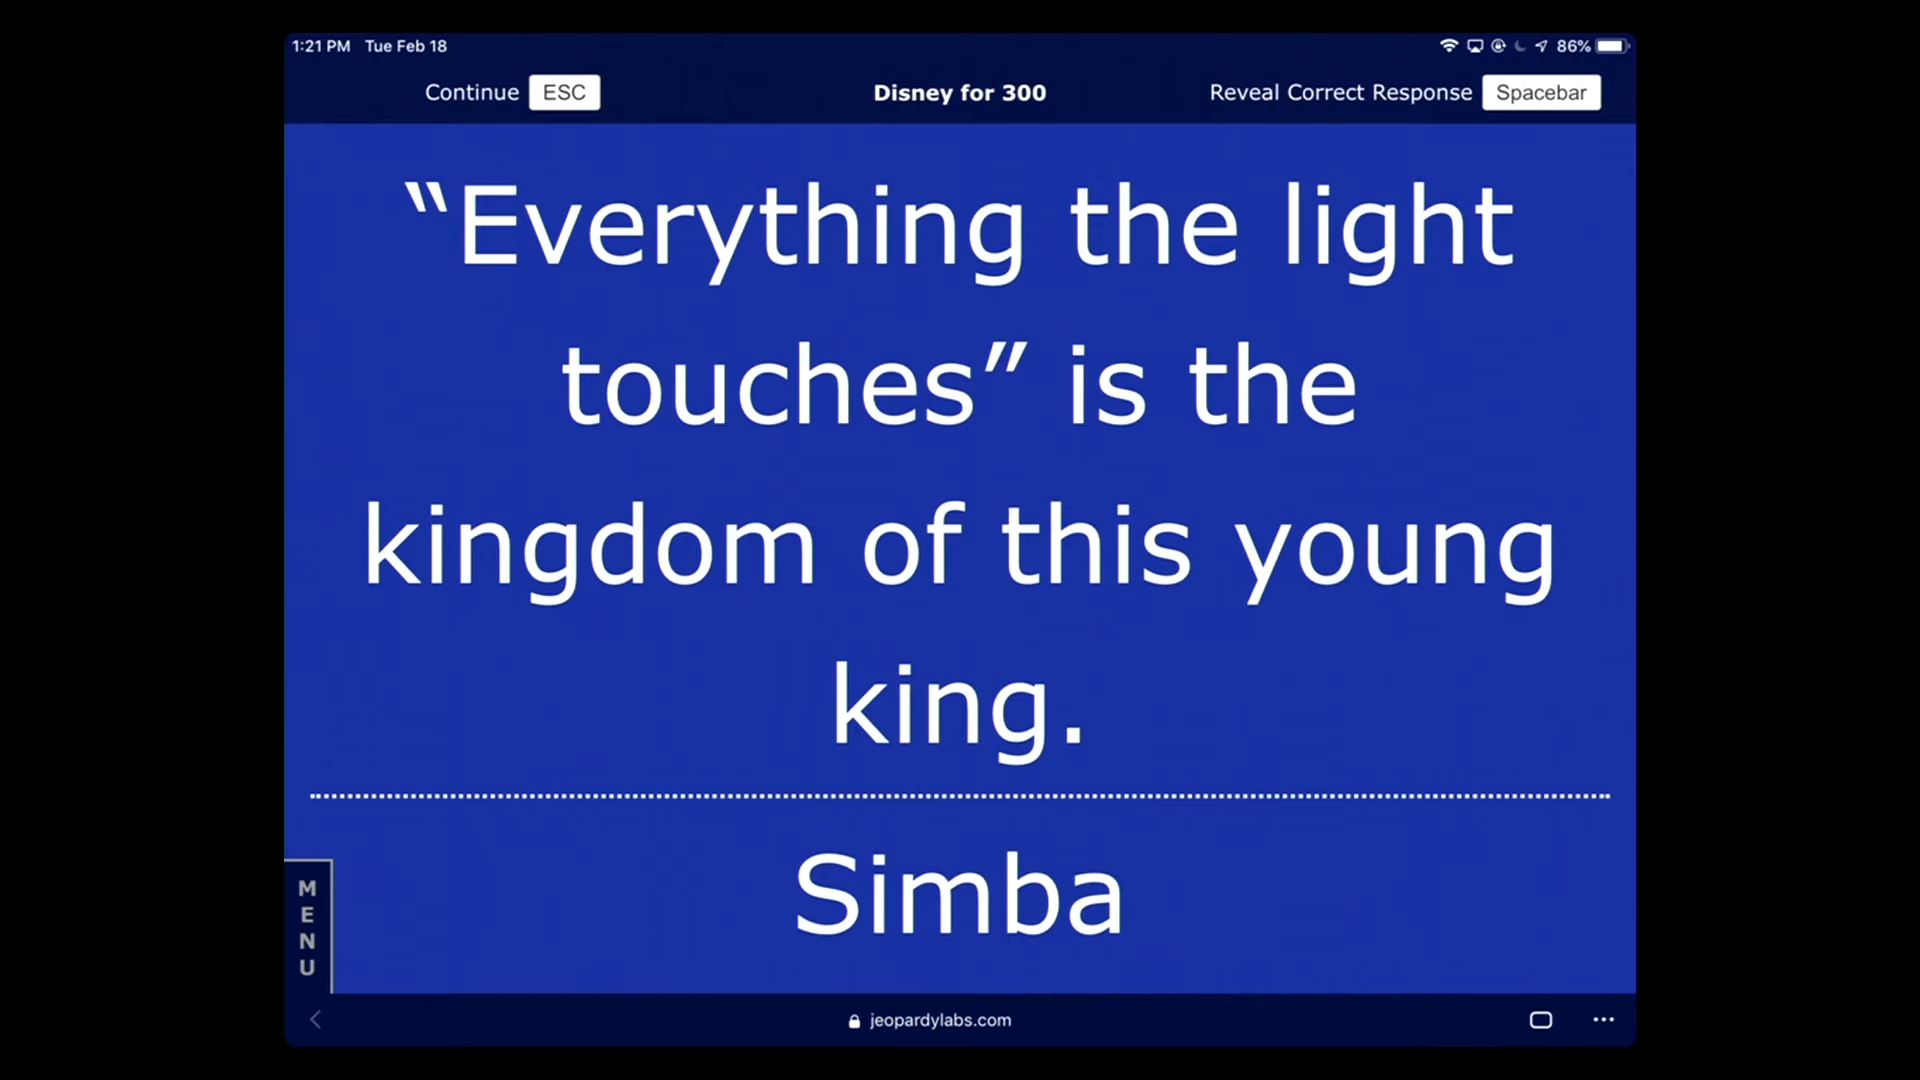 1:21 PM Tue Feb 18 86%
Continue ESC Disney for 300 Reveal Correct Response Spacebar
“Everything the light
touches” is the
kingdom of this young
king.
Simba
MENU
jeopardylabs.com